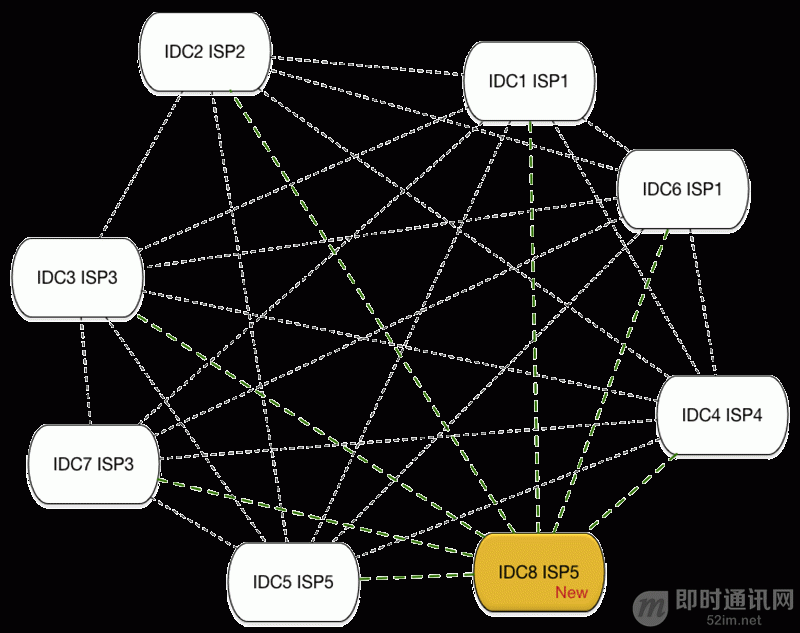 IDC2 ISP2
IDC1 ISP1
IDC6 ISP1
IDC3 ISP3
IDC4 ISP4
IDC7 ISP3
IDC5 ISP5
IDC8 ISP5
New
m 即时通讯网
52im.net